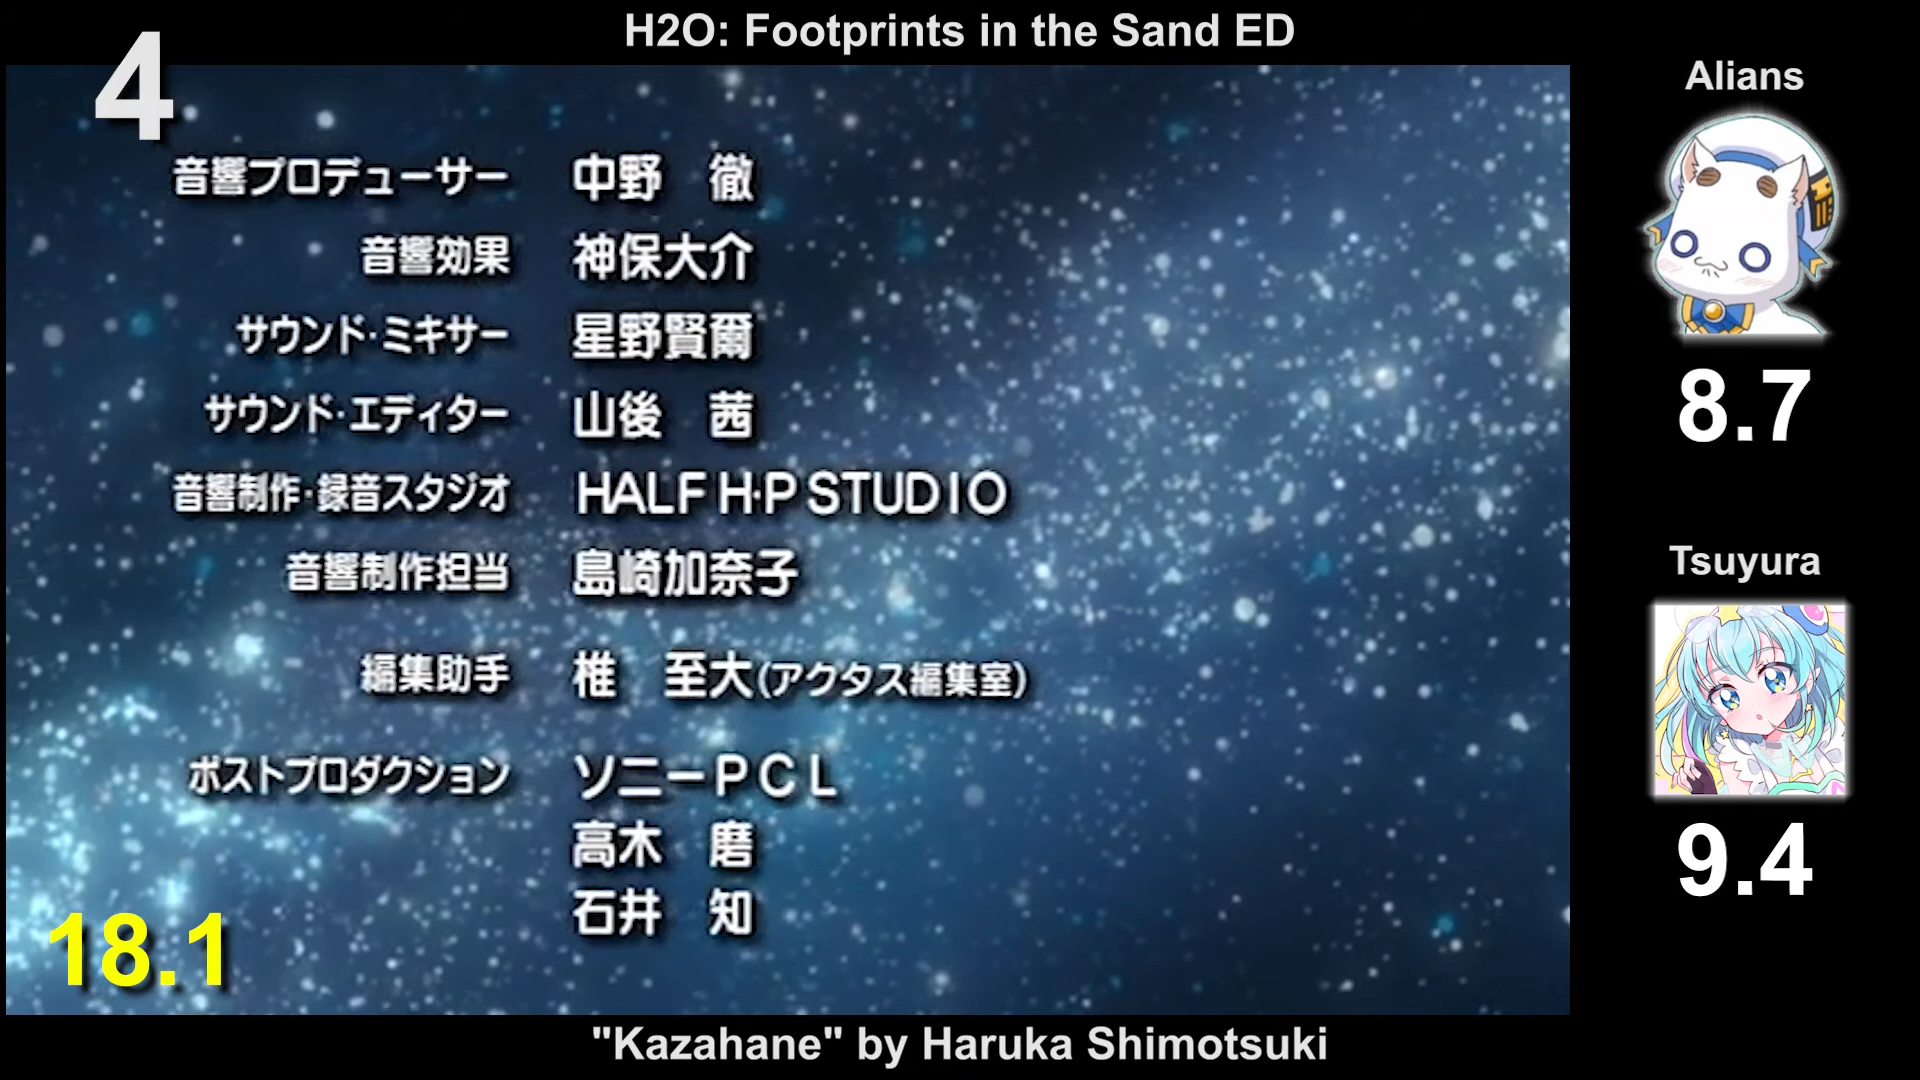 H2O: Footprints in the Sand ED
4
音響プロデューサー 中野 徹
音響効果 神保大介
サウンド・ミキサー 星野賢爾
サウンド・エディター 山後 茜
音響制作・録音スタジオ HALF H・P STUDIO
音響制作担当 島崎加奈子
編集助手 椎 至大(アクタス編集室)
ポストプロダクション ソニーPCL
高木 磨
石井 知
18.1
"Kazahane" by Haruka Shimotsuki
Alians
8.7
Tsuyura
9.4